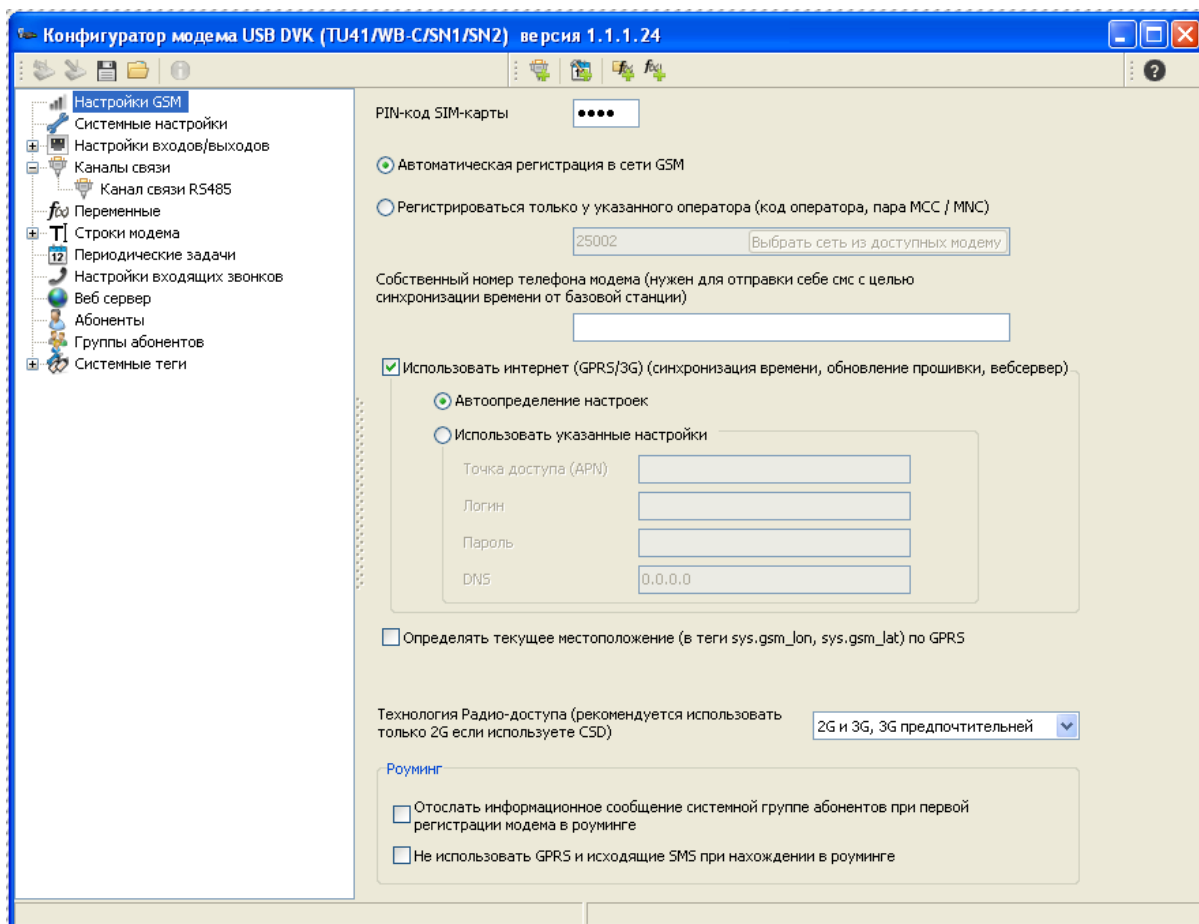 Конфигуратор модема USB DVK (TU41/WB-C/SN1/SN2) версия 1.1.1.24
Настройки GSM
Системные настройки
Настройки входов/выходов
Каналы связи
Канал связи RS485
f(x) Переменные
Строки модема
12 Периодические задачи
Настройки входящих звонков
Веб сервер
Абоненты
Группы абонентов
Системные теги
PIN-код SIM-карты
●●●●
Автоматическая регистрация в сети GSM
Регистрироваться только у указанного оператора (код оператора, пара MCC / MNC)
25002 Выбрать сеть из доступных модему
Собственный номер телефона модема (нужен для отправки себе смс с целью
синхронизации времени от базовой станции)
Использовать интернет (GPRS/3G) (синхронизация времени, обновление прошивки, вебсервер)
Автоопределение настроек
Использовать указанные настройки
Точка доступа (APN)
Логин
Пароль
DNS 0.0.0.0
Определять текущее местоположение (в теги sys.gsm_lon, sys.gsm_lat) по GPRS
Технология Радио-доступа (рекомендуется использовать
только 2G если используете CSD)
2G и 3G, 3G предпочтительней
Роуминг
Отослать информационное сообщение системной группе абонентов при первой
регистрации модема в роуминге
Не использовать GPRS и исходящие SMS при нахождении в роуминге